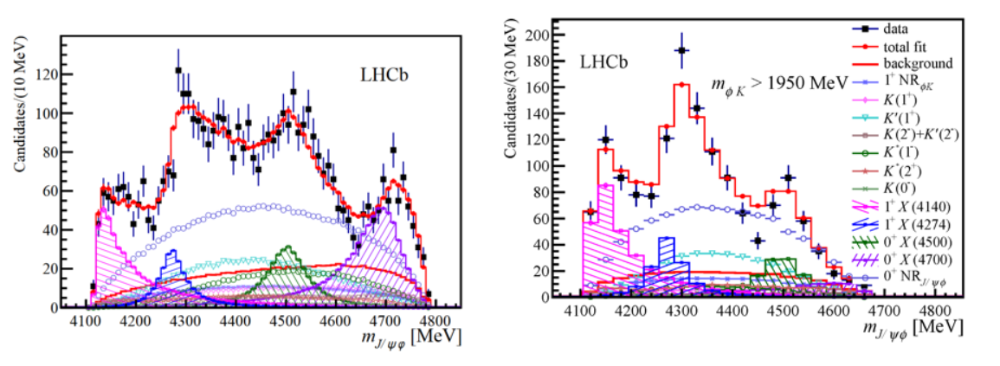 Candidates/(10 MeV)
120
100
80
60
40
20
0
LHCb
4100 4200 4300 4400 4500 4600 4700 4800
m_{J/ψφ} [MeV]
Candidates/(30 MeV)
200
180
160
140
120
100
80
60
40
20
0
LHCb
m_{ϕK} > 1950 MeV
data
total fit
background
1⁺ NR_{ϕK}
K(1⁺)
K′(1⁺)
K(2⁻)+K′(2⁻)
K*(1⁻)
K*(2⁺)
K(0⁻)
1⁺ X(4140)
1⁺ X(4274)
0⁺ X(4500)
0⁺ X(4700)
0⁺ NR_{J/ψϕ}
4100 4200 4300 4400 4500 4600 4700 4800
m_{J/ψϕ} [MeV]